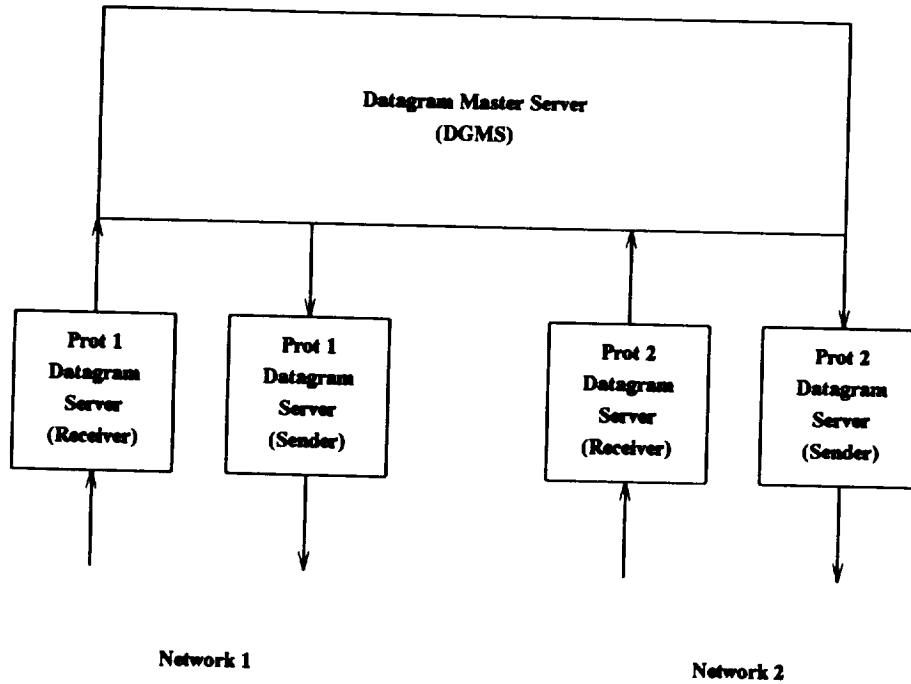 Datagram Master Server
(DGMS)
Prot 1
Datagram
Server
(Receiver)
Prot 1
Datagram
Server
(Sender)
Prot 2
Datagram
Server
(Receiver)
Prot 2
Datagram
Server
(Sender)
Network 1
Network 2